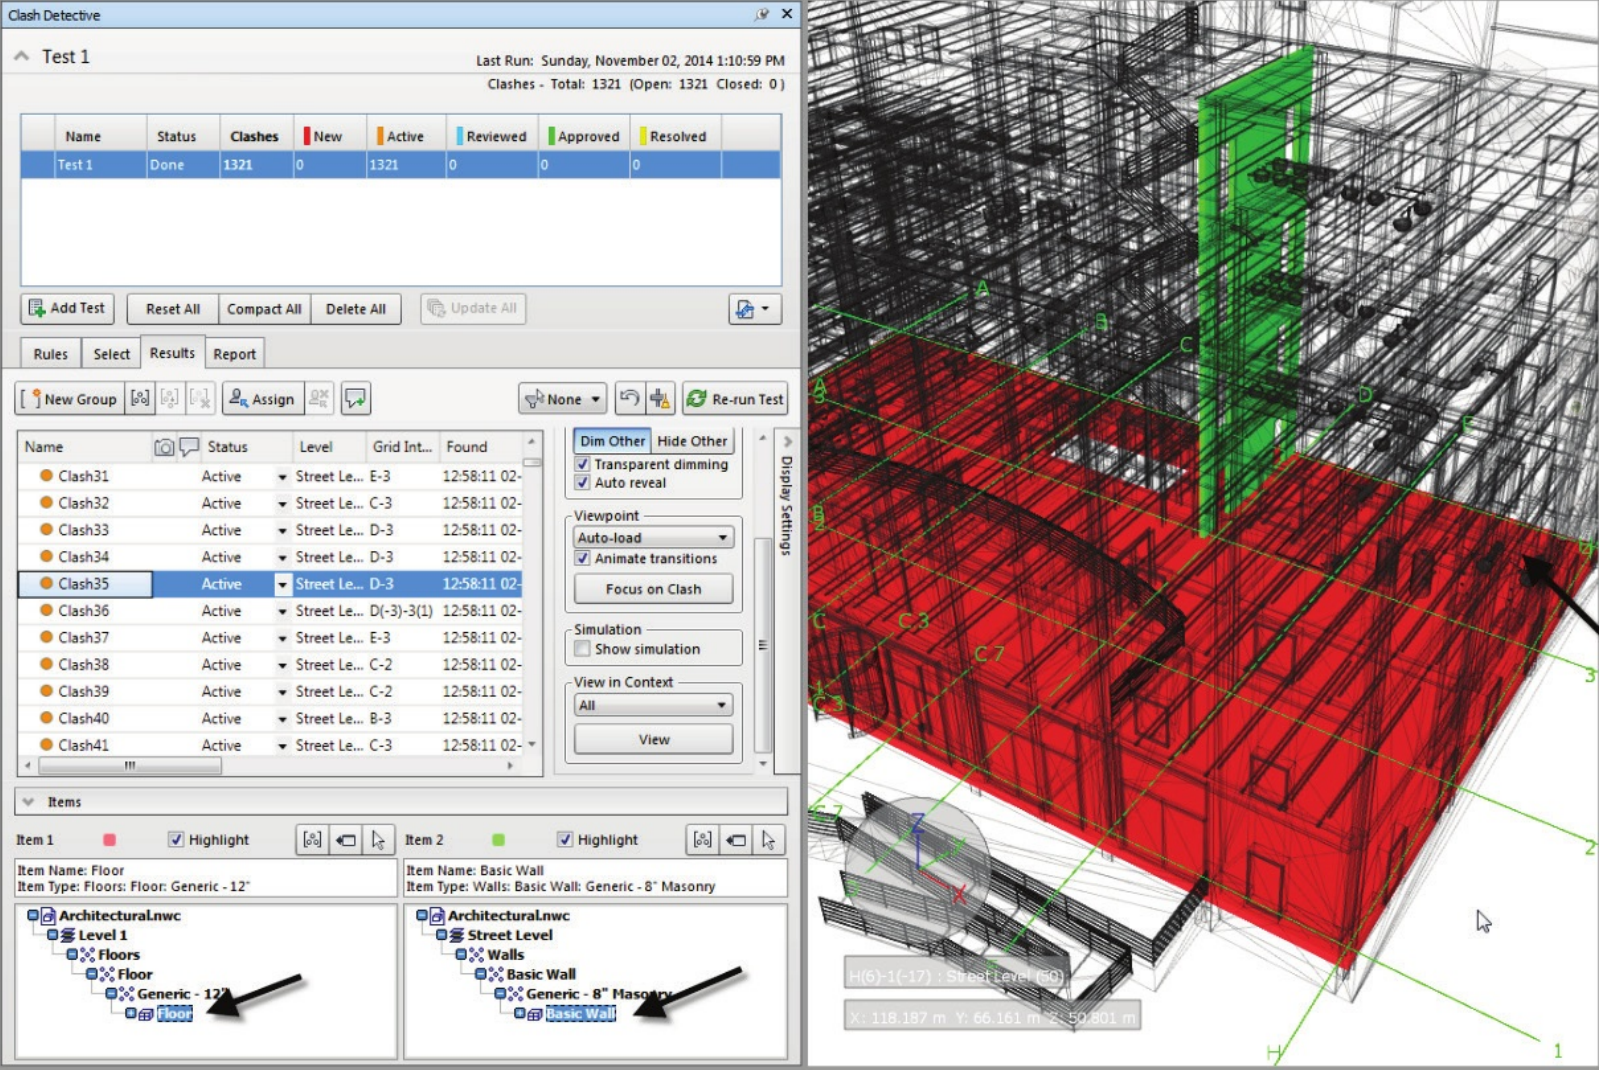 Clash Detective
Test 1
Last Run: Sunday, November 02, 2014 1:10:59 PM
Clashes - Total: 1321 (Open: 1321 Closed: 0 )
Name Status Clashes New Active Reviewed Approved Resolved
Test 1 Done 1321 0 1321 0 0 0
Add Test Reset All Compact All Delete All Update All
Rules Select Results Report
New Group Assign None Re-run Test
Name Status Level Grid Int... Found
Clash31 Active Street Le... E-3 12:58:11 02-
Clash32 Active Street Le... C-3 12:58:11 02-
Clash33 Active Street Le... D-3 12:58:11 02-
Clash34 Active Street Le... D-3 12:58:11 02-
Clash35 Active Street Le... D-3 12:58:11 02-
Clash36 Active Street Le... D(-3)-3(1) 12:58:11 02-
Clash37 Active Street Le... E-3 12:58:11 02-
Clash38 Active Street Le... C-2 12:58:11 02-
Clash39 Active Street Le... C-2 12:58:11 02-
Clash40 Active Street Le... B-3 12:58:11 02-
Clash41 Active Street Le... C-3 12:58:11 02-
Dim Other Hide Other
Transparent dimming
Auto reveal
Viewpoint
Auto-load
Animate transitions
Focus on Clash
Simulation
Show simulation
View in Context
All
View
Display Settings
Items
Item 1 Highlight
Item Name: Floor
Item Type: Floors: Floor: Generic - 12"
Architectural.nwc
Level 1
Floors
Floor
Generic - 12"
Floor
Item 2 Highlight
Item Name: Basic Wall
Item Type: Walls: Basic Wall: Generic - 8" Masonry
Architectural.nwc
Street Level
Walls
Basic Wall
Generic - 8" Masonry
Basic Wall
A
B
C
D
E
A
3
B
2
4
C
C.3
C.7
3
1
C.3
2
C.7
Z
Y
X
E
H(6)-1(-17) : Street Level (50)
X: 118.187 m Y: 66.161 m Z: 50.801 m
H
1